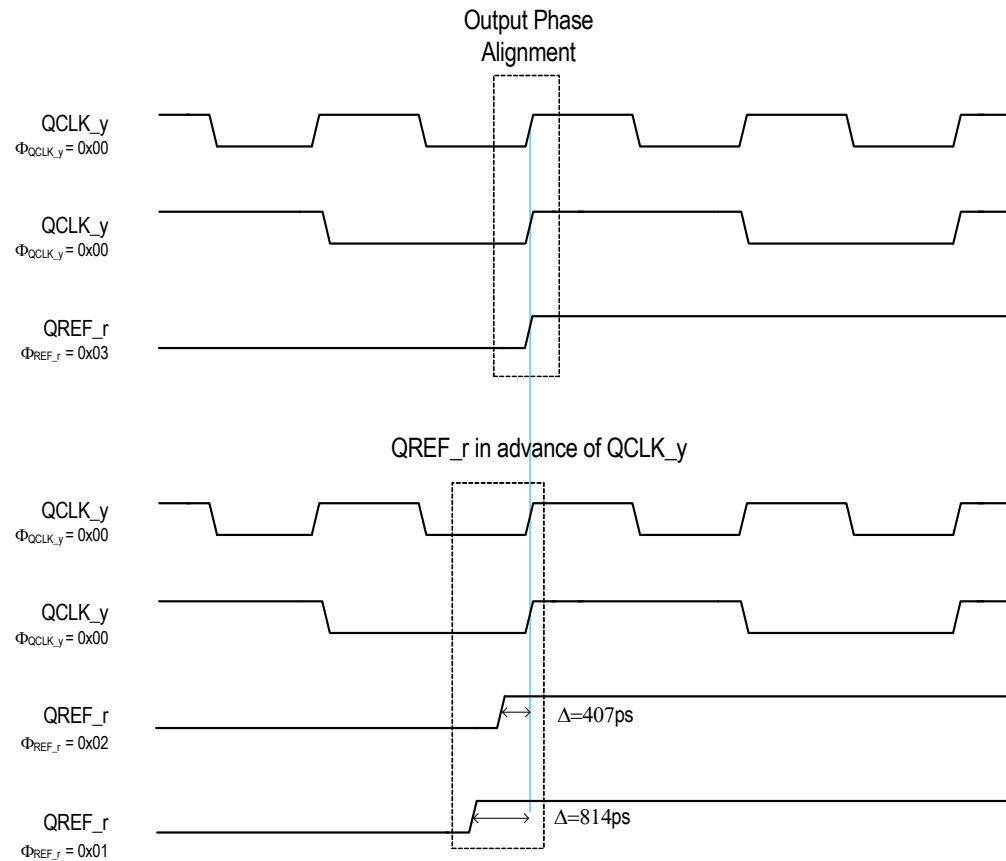 Output Phase
Alignment
QCLK_y
ΦQCLK_y = 0x00
QCLK_y
ΦQCLK_y = 0x00
QREF_r
ΦREF_r = 0x03
QREF_r in advance of QCLK_y
QCLK_y
ΦQCLK_y = 0x00
QCLK_y
ΦQCLK_y = 0x00
QREF_r
ΦREF_r = 0x02
Δ=407ps
QREF_r
ΦREF_r = 0x01
Δ=814ps